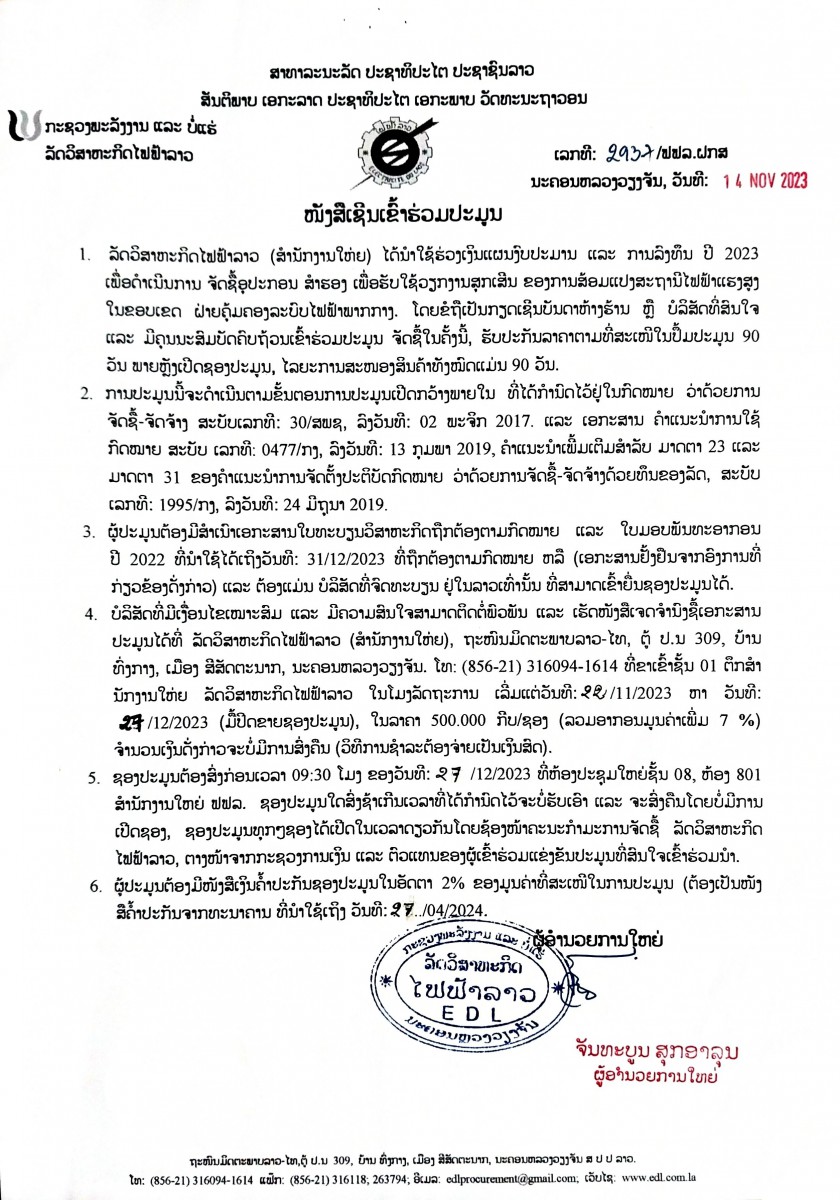 ສາທາລະນະລັດ ປະຊາທິປະໄຕ ປະຊາຊົນລາວ
ສັນຕິພາບ ເອກະລາດ ປະຊາທິປະໄຕ ເອກະພາບ ວັດທະນະຖາວອນ
ກະຊວງພະລັງງານ ແລະ ບໍ່ແຮ່
ລັດວິສາຫະກິດໄຟຟ້າລາວ
ໄຟຟ້າລາວ
ELECTRICITE DU LAOS
ເລກທີ: 2937/ຟຟລ.ຝກສ
ນະຄອນຫລວງວຽງຈັນ, ວັນທີ: 14 NOV 2023
ໜັງສືເຊີນເຂົ້າຮ່ວມປະມູນ
1. ລັດວິສາຫະກິດໄຟຟ້າລາວ (ສຳນັກງານໃຫ່ຍ) ໄດ້ນຳໃຊ້ຮ່ວງເງິນແຜນງົບປະມານ ແລະ ການລົງທຶນ ປີ 2023
ເພື່ອດຳເນີນການ ຈັດຊື້ອຸປະກອນ ສຳຮອງ ເພື່ອຮັບໃຊ້ວຽກງານສຸກເສີນ ຂອງການສ້ອມແປງສະຖານີໄຟຟ້າແຮງສູງ
ໃນຂອບເຂດ ຝ່າຍຄຸ້ມຄອງລະບົບໄຟຟ້າພາກກາງ. ໂດຍຂໍຖືເປັນກຽດເຊີນບັນດາຫ້າງຮ້ານ ຫຼື ບໍລິສັດທີ່ສົນໃຈ
ແລະ ມີຄຸນນະສົມບັດຄົບຖ້ວນເຂົ້າຮ່ວມປະມູນ ຈັດຊື້ໃນຄັ້ງນີ້, ຮັບປະກັນລາຄາຕາມທີ່ສະເໜີໃນປຶ້ມປະມູນ 90
ວັນ ພາຍຫຼັງເປີດຊອງປະມູນ, ໄລຍະການສະໜອງສິນຄ້າທັງໝົດແມ່ນ 90 ວັນ.
2. ການປະມູນນີ້ຈະດຳເນີນຕາມຂັ້ນຕອນການປະມູນເປີດກວ້າງພາຍໃນ ທີ່ໄດ້ກຳນົດໄວ້ຢູ່ໃນກົດໝາຍ ວ່າດ້ວຍການ
ຈັດຊື້-ຈັດຈ້າງ ສະບັບເລກທີ: 30/ສພຊ, ລົງວັນທີ: 02 ພະຈິກ 2017. ແລະ ເອກະສານ ຄຳແນະນຳການໃຊ້
ກົດໝາຍ ສະບັບ ເລກທີ: 0477/ກງ, ລົງວັນທີ: 13 ກຸມພາ 2019, ຄຳແນະນຳເພີ້ມເຕີມສຳລັບ ມາດຕາ 23 ແລະ
ມາດຕາ 31 ຂອງຄຳແນະນຳການຈັດຕັ້ງປະຕິບັດກົດໝາຍ ວ່າດ້ວຍການຈັດຊື້-ຈັດຈ້າງດ້ວຍທຶນຂອງລັດ, ສະບັບ
ເລກທີ: 1995/ກງ, ລົງວັນທີ: 24 ມິຖຸນາ 2019.
3. ຜູ້ປະມູນຕ້ອງມີສຳເນົາເອກະສານໃບທະບຽນວິສາຫະກິດຖືກຕ້ອງຕາມກົດໝາຍ ແລະ ໃບມອບພັນທະອາກອນ
ປີ 2022 ທີ່ນຳໃຊ້ໄດ້ເຖິງວັນທີ: 31/12/2023 ທີ່ຖືກຕ້ອງຕາມກົດໝາຍ ຫລື (ເອກະສານຢັ້ງຢືນຈາກອົງການທີ່
ກ່ຽວຂ້ອງດັ່ງກ່າວ) ແລະ ຕ້ອງແມ່ນ ບໍລິສັດທີ່ຈົດທະບຽນ ຢູ່ໃນລາວເທົ່ານັ້ນ ທີ່ສາມາດເຂົ້າຍື່ນຊອງປະມູນໄດ້.
4. ບໍລິສັດທີ່ມີເງື່ອນໄຂເໝາະສົມ ແລະ ມີຄວາມສົນໃຈສາມາດຕິດຕໍ່ພົວພັນ ແລະ ເຮັດໜັງສືເຈດຈຳນົງຊື້ເອກະສານ
ປະມູນໄດ້ທີ່ ລັດວິສາຫະກິດໄຟຟ້າລາວ (ສຳນັກງານໃຫ່ຍ), ຖະໜົນມິດຕະພາບລາວ-ໄທ, ຕູ້ ປ.ນ 309, ບ້ານ
ທົ່ງກາງ, ເມືອງ ສີສັດຕະນາກ, ນະຄອນຫລວງວຽງຈັນ. ໂທ: (856-21) 316094-1614 ທີ່ຂາເຂົ້າຊັ້ນ 01 ຕຶກສຳ
ນັກງານໃຫ່ຍ ລັດວິສາຫະກິດໄຟຟ້າລາວ ໃນໂມງລັດຖະການ ເລີ່ມແຕ່ວັນທີ: 22/11/2023 ຫາ ວັນທີ:
27/12/2023 (ມື້ປິດຂາຍຊອງປະມູນ), ໃນລາຄາ 500.000 ກີບ/ຊອງ (ລວມອາກອນມູນຄ່າເພີ່ມ 7 %)
ຈຳນວນເງິນດັ່ງກ່າວຈະບໍ່ມີການສົ່ງຄືນ (ວິທີການຊຳລະຕ້ອງຈ່າຍເປັນເງິນສົດ).
5. ຊອງປະມູນຕ້ອງສົ່ງກ່ອນເວລາ 09:30 ໂມງ ຂອງວັນທີ: 27 /12/2023 ທີ່ຫ້ອງປະຊຸມໃຫຍ່ຊັ້ນ 08, ຫ້ອງ 801
ສຳນັກງານໃຫຍ່ ຟຟລ. ຊອງປະມູນໃດສົ່ງຊ້າເກີນເວລາທີ່ໄດ້ກຳນົດໄວ້ຈະບໍ່ຮັບເອົາ ແລະ ຈະສົ່ງຄືນໂດຍບໍ່ມີການ
ເປີດຊອງ, ຊອງປະມູນທຸກໆຊອງໄດ້ເປີດໃນເວລາດຽວກັນໂດຍຊ້ອງໜ້າຄະນະກຳມະການຈັດຊື້ ລັດວິສາຫະກິດ
ໄຟຟ້າລາວ, ຕາງໜ້າຈາກກະຊວງການເງິນ ແລະ ຕົວແທນຂອງຜູ້ເຂົ້າຮ່ວມແຂ່ງຂັນປະມູນທີ່ສົນໃຈເຂົ້າຮ່ວມນຳ.
6. ຜູ້ປະມູນຕ້ອງມີໜັງສືເງິນຄ້ຳປະກັນຊອງປະມູນໃນອັດຕາ 2% ຂອງມູນຄ່າທີ່ສະເໜີໃນການປະມູນ (ຕ້ອງເປັນໜັງ
ສືຄ້ຳປະກັນຈາກທະນາຄານ ທີ່ນຳໃຊ້ເຖິງ ວັນທີ: 27../04/2024.
ຜູ້ອຳນວຍການໃຫຍ່
ກະຊວງພະລັງງານ ແລະ ບໍ່ແຮ່
ລັດວິສາຫະກິດ
ໄຟຟ້າລາວ
EDL
ນະຄອນຫຼວງວຽງຈັນ
ຈັນທະບູນ ສຸກອາລຸນ
ຜູ້ອຳນວຍການໃຫຍ່
ຖະໜົນມິດຕະພາບລາວ-ໄທ,ຕູ້ ປ.ນ 309, ບ້ານ ທົ່ງກາງ, ເມືອງ ສີສັດຕະນາກ, ນະຄອນຫລວງວຽງຈັນ ສ ປ ປ ລາວ.
ໂທ: (856-21) 316094-1614 ແຟັກ: (856-21) 316118; 263794; ອີເມລ: edlprocurement@gmail.com; ເວັບໄຊ: www.edl.com.la